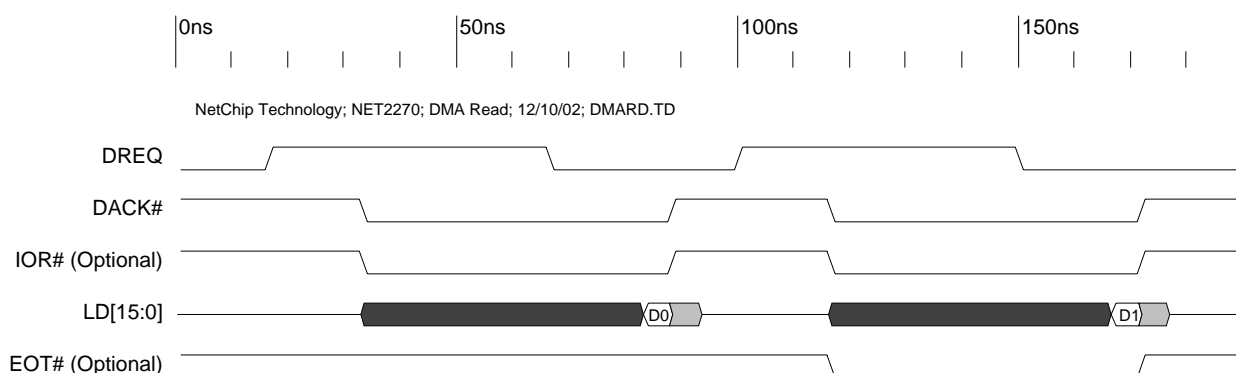 0ns 50ns 100ns 150ns
NetChip Technology; NET2270; DMA Read; 12/10/02; DMARD.TD
DREQ
DACK#
IOR# (Optional)
LD[15:0] D0 D1
EOT# (Optional)